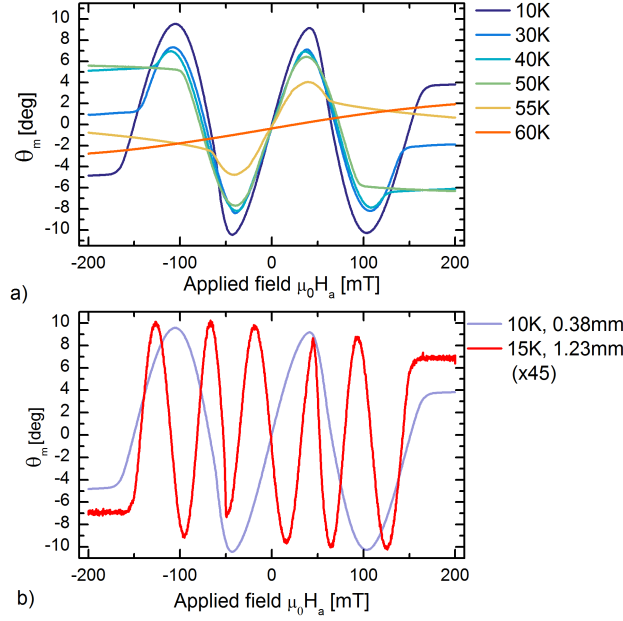 10
8
6
4
2
0
-2
-4
-6
-8
-10
θm [deg]
-200 -100 0 100 200
Applied field μ0Ha [mT]
a)
10K
30K
40K
50K
55K
60K
10
8
6
4
2
0
-2
-4
-6
-8
-10
θm [deg]
-200 -100 0 100 200
Applied field μ0Ha [mT]
b)
10K, 0.38mm
15K, 1.23mm
(x45)